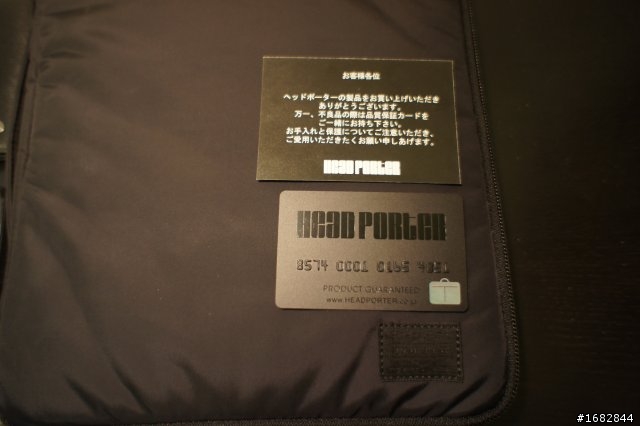 お客様各位
ヘッドポーターの製品をお買い上げいただき
ありがとうございます。
万一、不良品の際は品質保証カードを
ご一緒にお持ち下さい。
お手入れと保護についてご注意いただき、
ご愛用いただきたくお願い申しあげます。
HEAD PORTER
HEAD PORTER
8574 0001 0165 4851
PRODUCT GUARANTEED
www.HEADPORTER.co.jp
#1682844